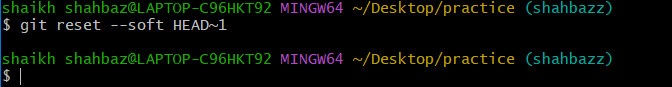 shaikh shahbaz@LAPTOP-C96HKT92 MINGW64 ~/Desktop/practice (shahbazz)
$ git reset --soft HEAD~1
shaikh shahbaz@LAPTOP-C96HKT92 MINGW64 ~/Desktop/practice (shahbazz)
$